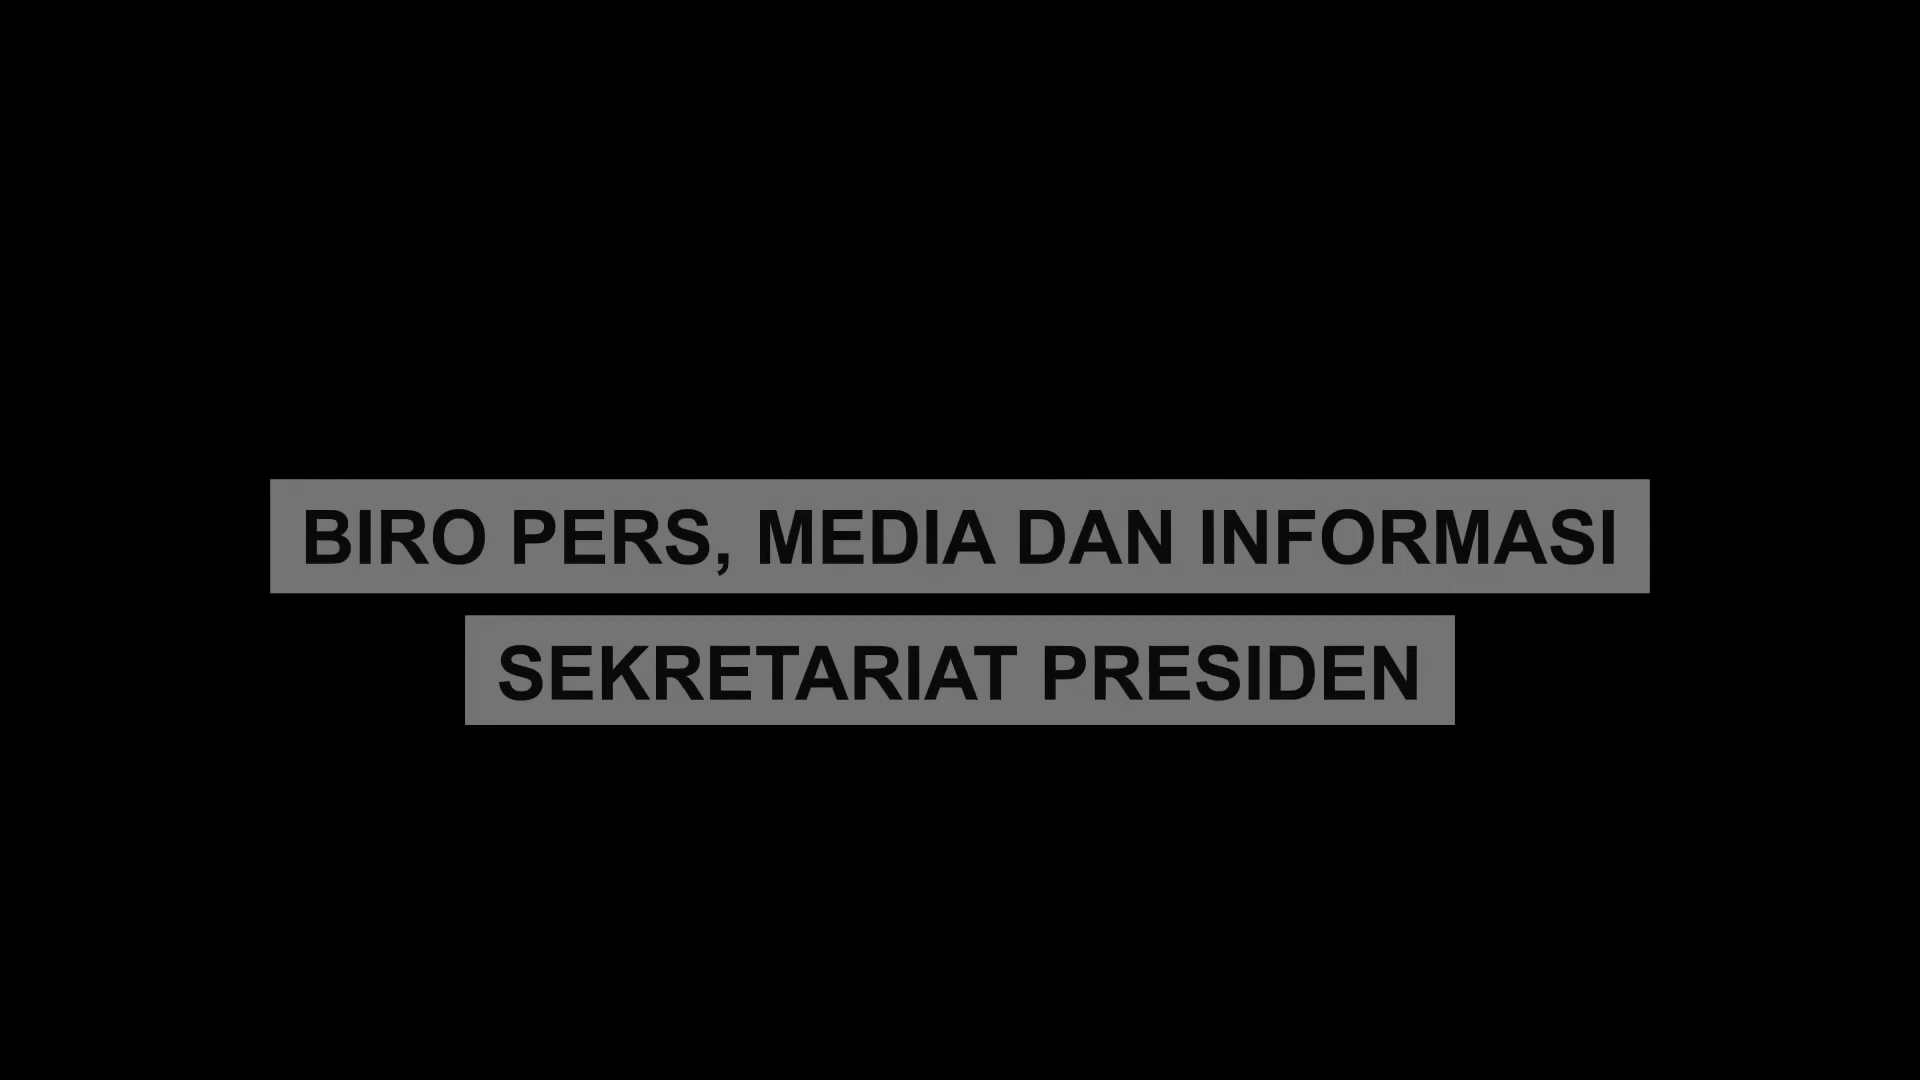 BIRO PERS, MEDIA DAN INFORMASI
SEKRETARIAT PRESIDEN